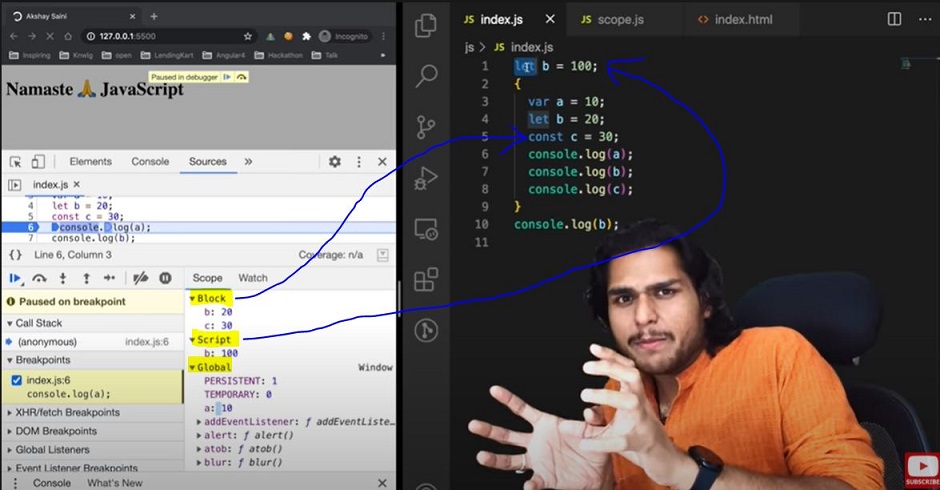 Akshay Saini
127.0.0.1:5500
Incognito
Inspiring Knwlg open LendingKart Angular4 Hackathon Talk
Paused in debugger
Namaste 🙏 JavaScript
Elements Console Sources »
index.js ×
4 let b = 20;
5 const c = 30;
6 console.log(a);
7 console.log(b);
{} Line 6, Column 3 Coverage: n/a
Scope Watch
Paused on breakpoint
Call Stack
(anonymous) index.js:6
Breakpoints
index.js:6
console.log(a);
XHR/fetch Breakpoints
DOM Breakpoints
Global Listeners
Event Listener Breakpoints
Block
b: 20
c: 30
Script
b: 100
Global Window
PERSISTENT: 1
TEMPORARY: 0
a: 10
addEventListener: ƒ addEventListe…
alert: ƒ alert()
atob: ƒ atob()
blur: ƒ blur()
Console What's New
index.js scope.js index.html
js > index.js
1 let b = 100;
2 {
3 var a = 10;
4 let b = 20;
5 const c = 30;
6 console.log(a);
7 console.log(b);
8 console.log(c);
9 }
10 console.log(b);
11
SUBSCRIBE